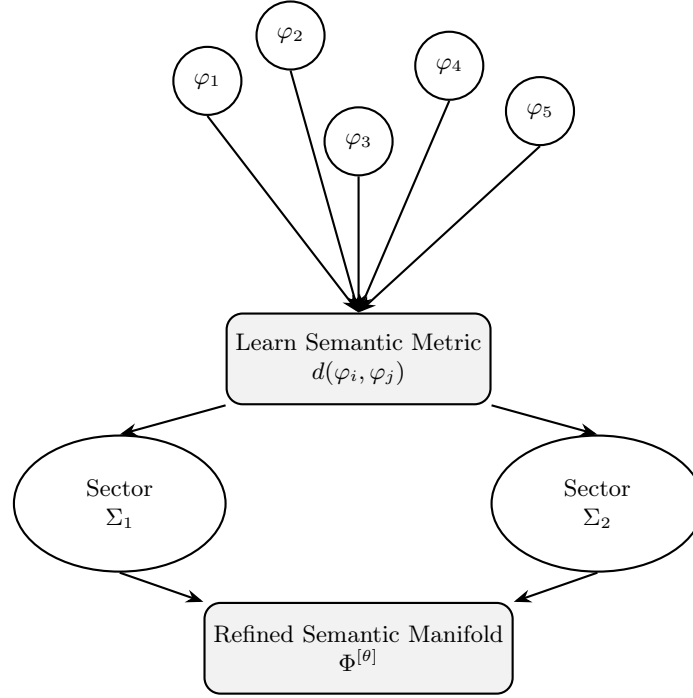 φ₂
φ₄
φ₁
φ₅
φ₃
Learn Semantic Metric
d(φᵢ, φⱼ)
Sector
Σ₁
Sector
Σ₂
Refined Semantic Manifold
Φ^[θ]